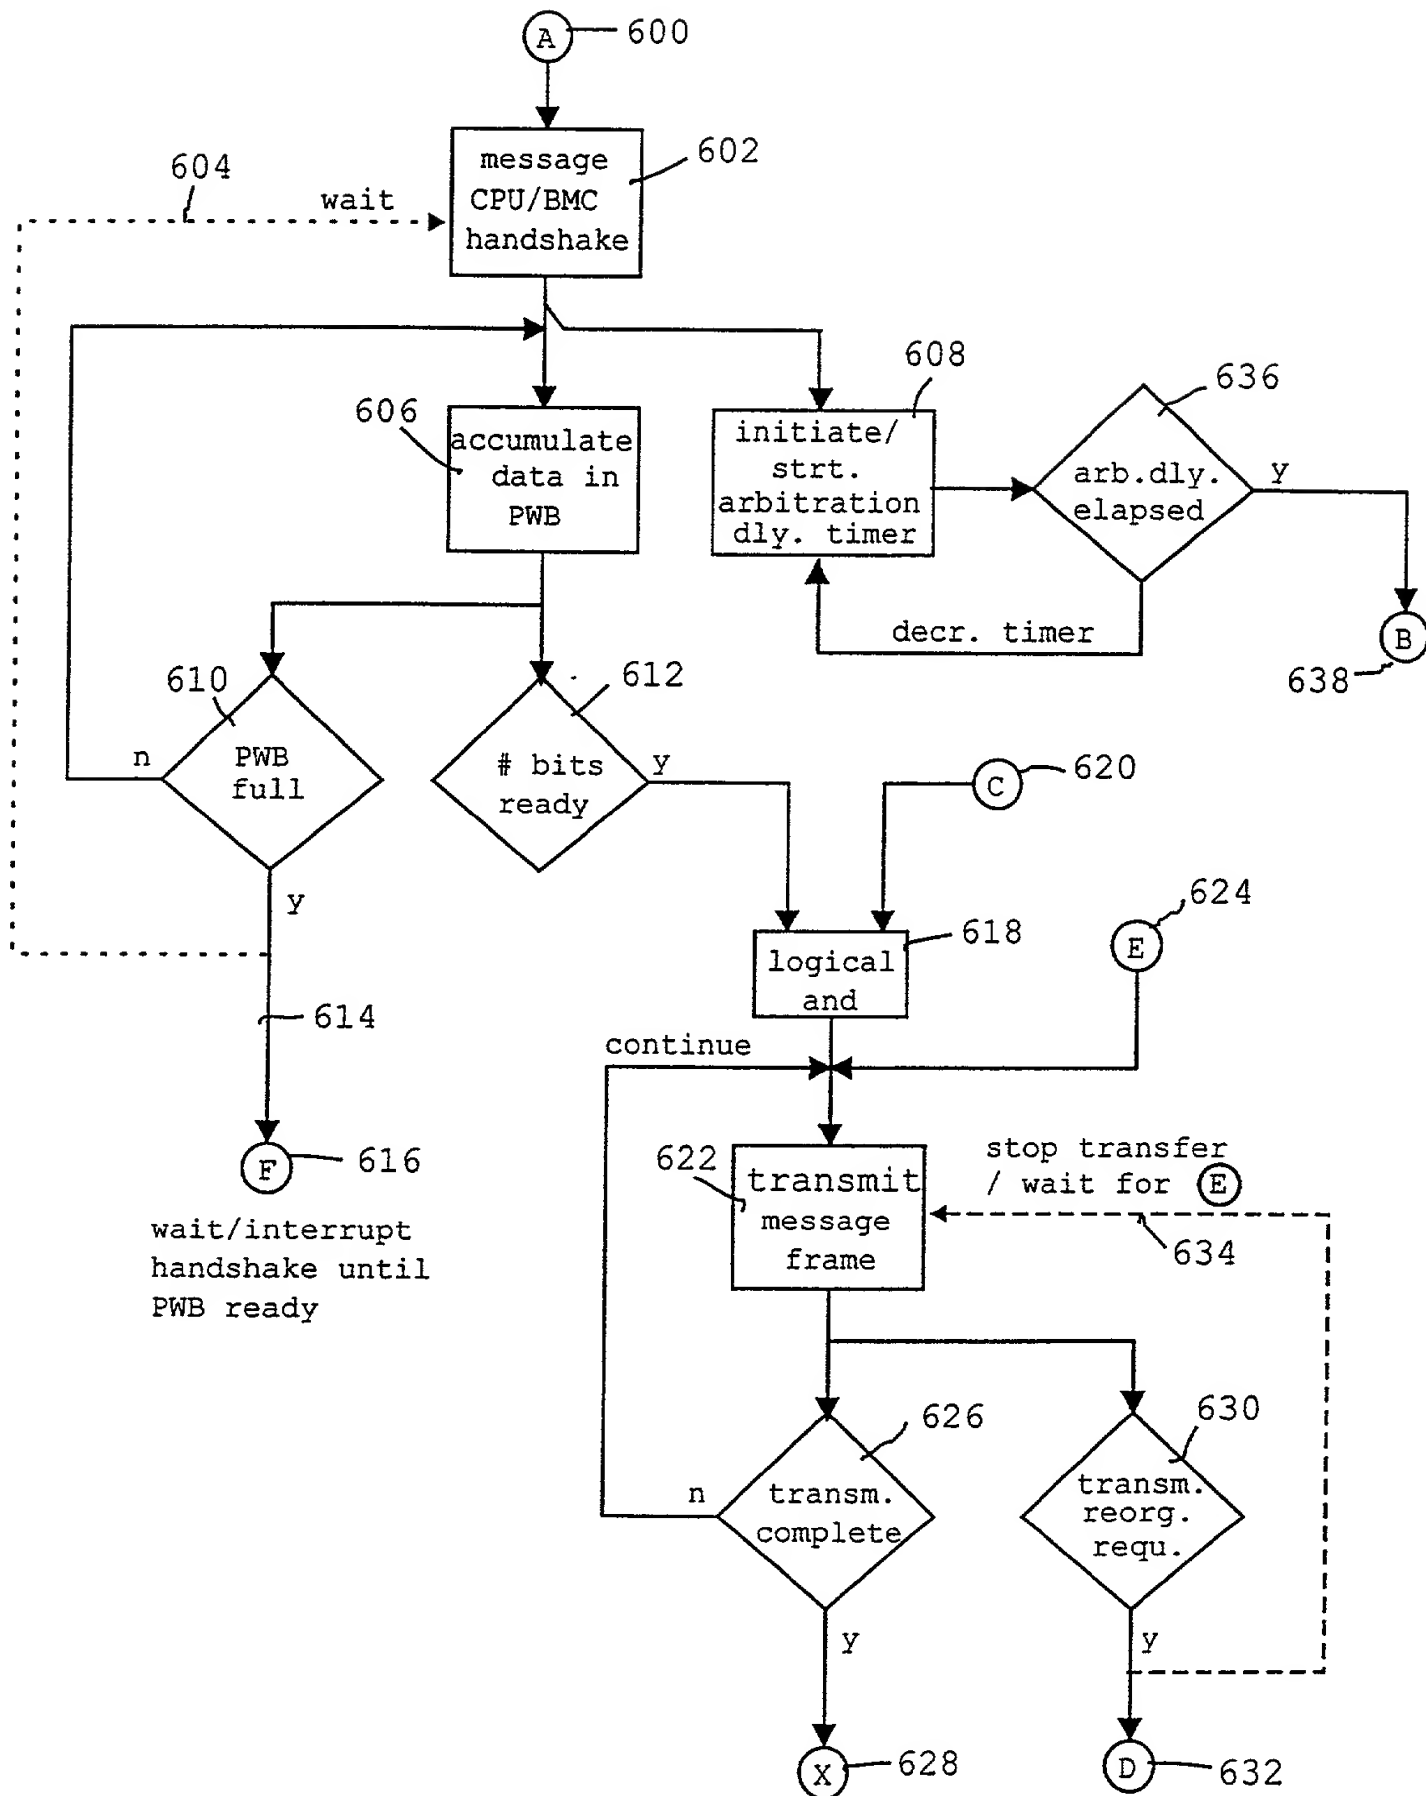 A
600
message
CPU/BMC
handshake
602
604
wait
606
accumulate
data in
PWB
608
initiate/
strt.
arbitration
dly. timer
636
arb.dly.
elapsed
y
decr. timer
B
638
610
PWB
full
n
y
612
# bits
ready
y
C
620
618
logical
and
E
624
614
continue
F
616
wait/interrupt
handshake until
PWB ready
622
transmit
message
frame
stop transfer
/ wait for E
634
626
transm.
complete
n
y
630
transm.
reorg.
requ.
y
X
628
D
632